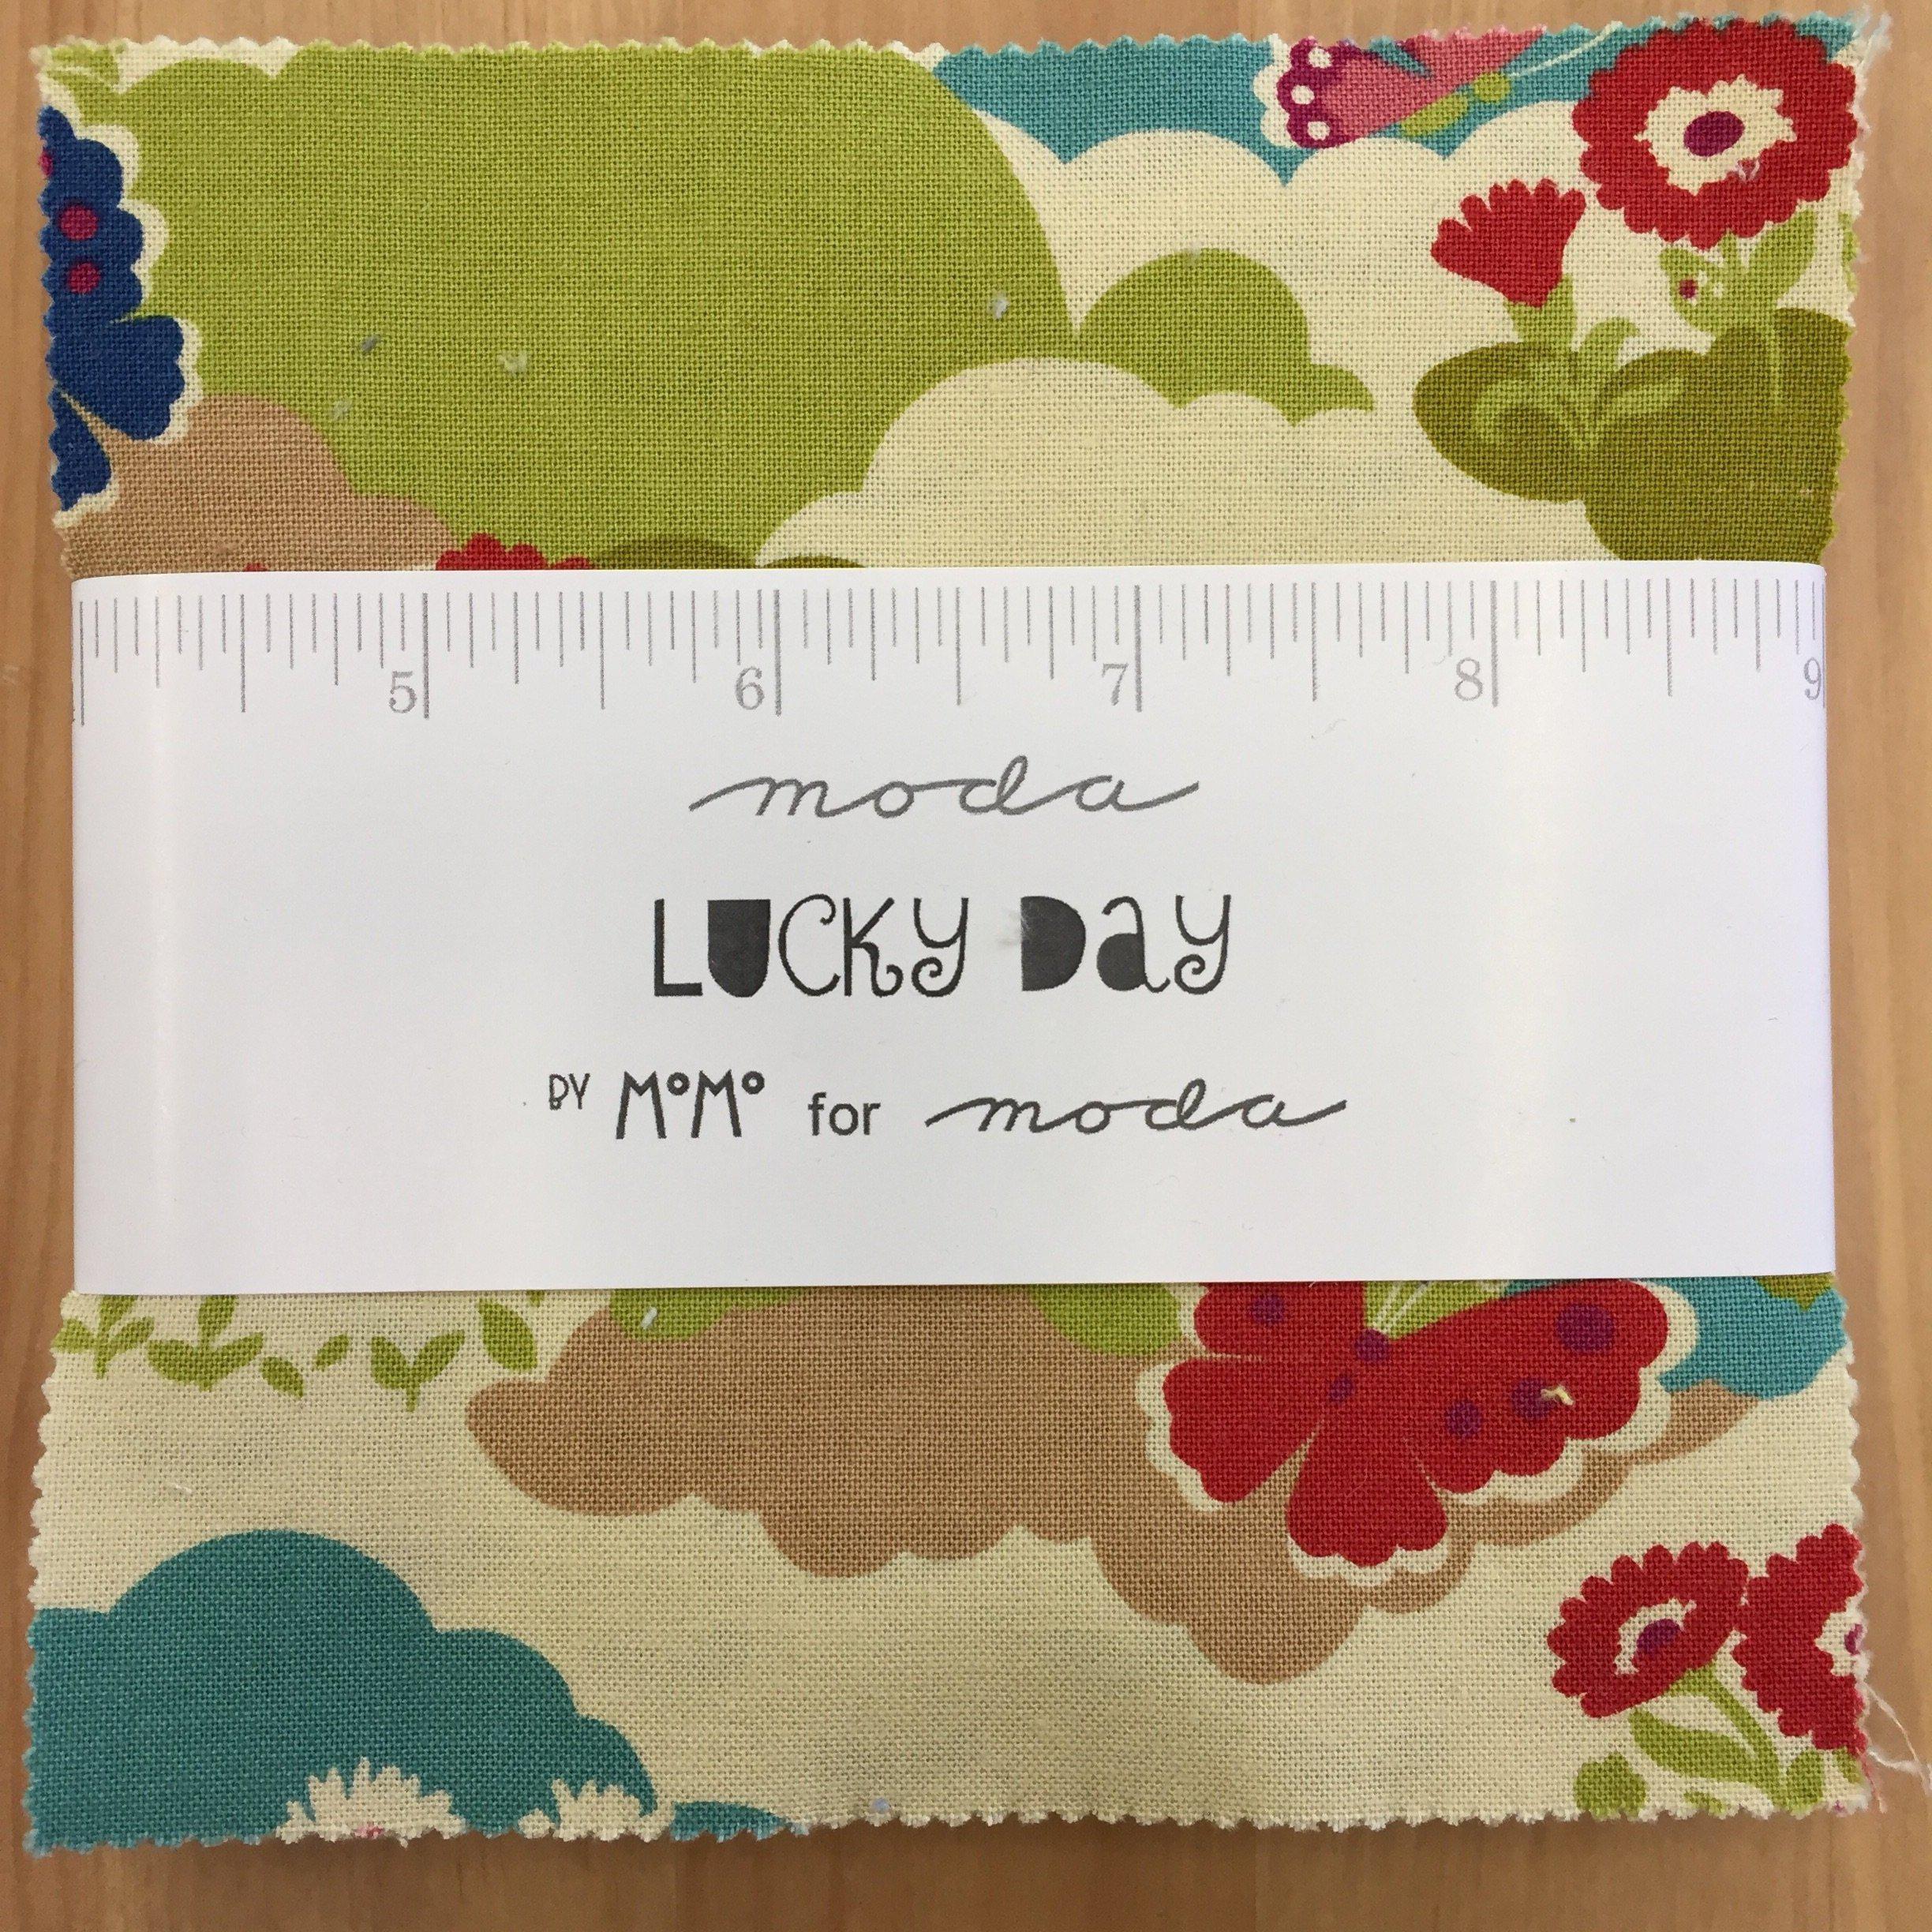 5 6 7 8 9
moda
LUCKY Day
BY MoMo for moda